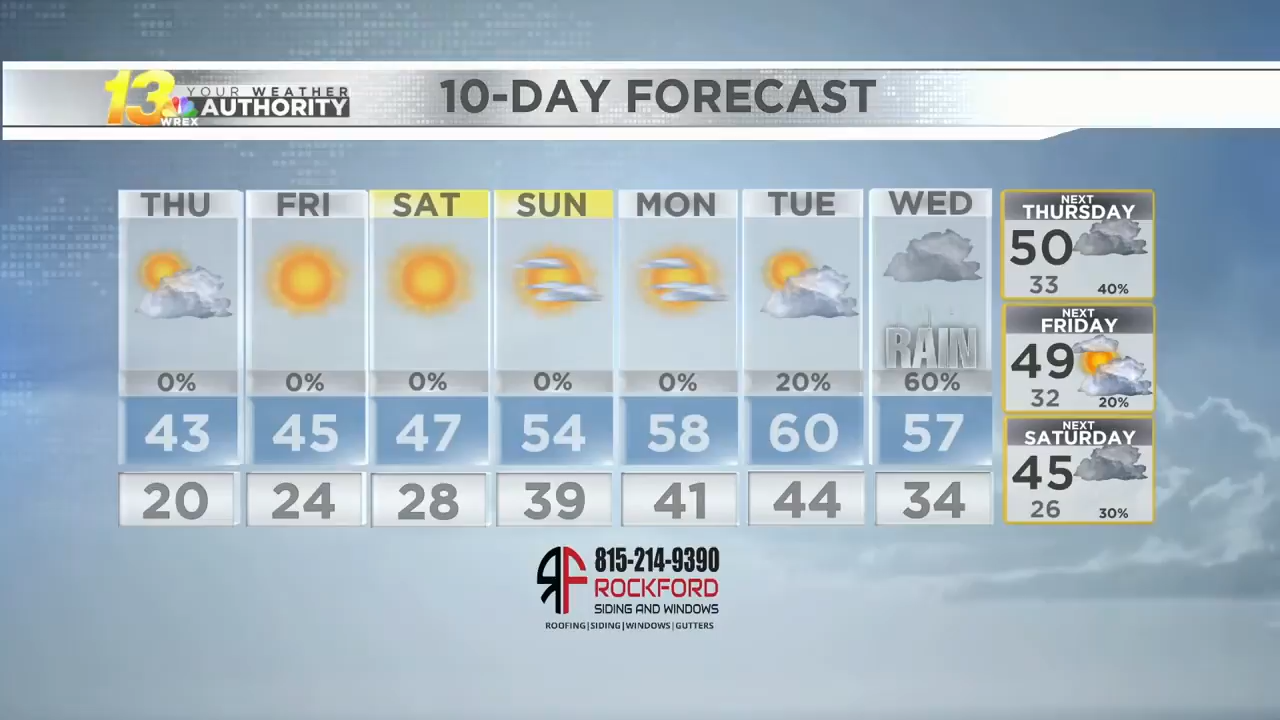 13 YOUR WEATHER
AUTHORITY
WREX
10-DAY FORECAST
THU FRI SAT SUN MON TUE WED
RAIN
0% 0% 0% 0% 0% 20% 60%
43 45 47 54 58 60 57
20 24 28 39 41 44 34
NEXT
THURSDAY
50
33 40%
NEXT
FRIDAY
49
32 20%
NEXT
SATURDAY
45
26 30%
RF
815-214-9390
ROCKFORD
SIDING AND WINDOWS
ROOFING|SIDING|WINDOWS|GUTTERS